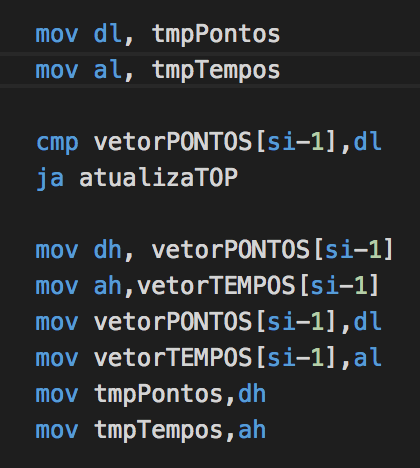 mov dl, tmpPontos
mov al, tmpTempos
cmp vetorPONTOS[si-1],dl
ja atualizaTOP
mov dh, vetorPONTOS[si-1]
mov ah,vetorTEMPOS[si-1]
mov vetorPONTOS[si-1],dl
mov vetorTEMPOS[si-1],al
mov tmpPontos,dh
mov tmpTempos,ah